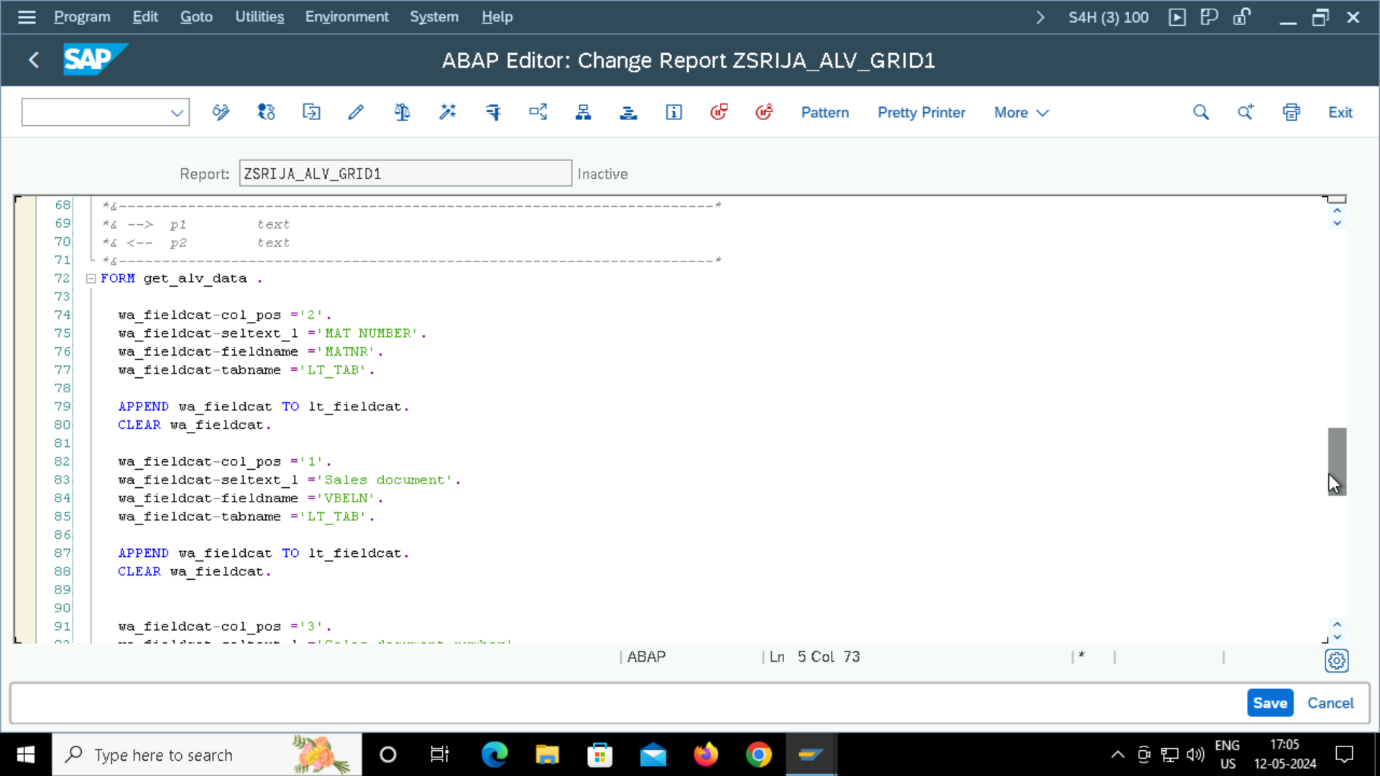 Program Edit Goto Utilities Environment System Help S4H (3) 100
SAP ABAP Editor: Change Report ZSRIJA_ALV_GRID1
Pattern Pretty Printer More Exit
Report: ZSRIJA_ALV_GRID1 Inactive
68 *&---------------------------------------------------------------------*
69 *& --> p1 text
70 *& <-- p2 text
71 *&---------------------------------------------------------------------*
72 FORM get_alv_data .
73
74 wa_fieldcat-col_pos ='2'.
75 wa_fieldcat-seltext_l ='MAT NUMBER'.
76 wa_fieldcat-fieldname ='MATNR'.
77 wa_fieldcat-tabname ='LT_TAB'.
78
79 APPEND wa_fieldcat TO lt_fieldcat.
80 CLEAR wa_fieldcat.
81
82 wa_fieldcat-col_pos ='1'.
83 wa_fieldcat-seltext_l ='Sales document'.
84 wa_fieldcat-fieldname ='VBELN'.
85 wa_fieldcat-tabname ='LT_TAB'.
86
87 APPEND wa_fieldcat TO lt_fieldcat.
88 CLEAR wa_fieldcat.
89
90
91 wa_fieldcat-col_pos ='3'.
ABAP Ln 5 Col 73 *
Save Cancel
Type here to search ENG US 17:05 12-05-2024